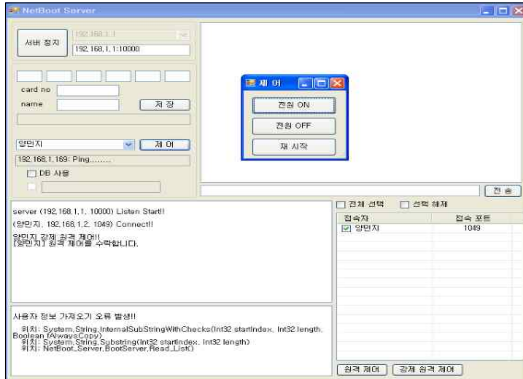 NetBoot Server
서버 정지
192.168.1.1
192.168.1.1:10000
card no
name
저 장
양민지
제 어
192.168.1.169: Ping........
DB 사용
제 어
전원 ON
전원 OFF
재 시작
전 송
server (192.168.1.1, 10000) Listen Start!!
(양민지, 192.168.1.2, 1049) Connect!!
양민지 강제 원격 제어!!
[양민지] 원격 제어를 수락합니다.
전체 선택
선택 해제
접속자
접속 포트
양민지
1049
사용자 정보 가져오기 오류 발생!!
위치: System.String.InternalSubStringWithChecks(Int32 startIndex, Int32 length,
Boolean fAlwaysCopy)
위치: System.String.Substring(Int32 startIndex, Int32 length)
위치: NetBoot_Server.BootServer.Read_List()
원격 제어
강제 원격 제어